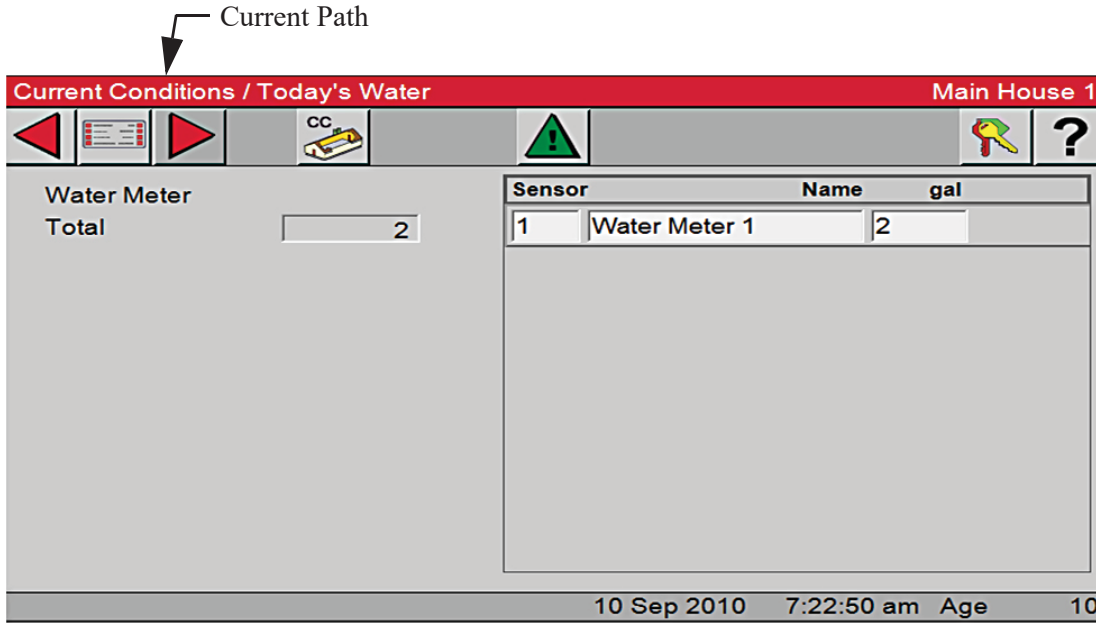 Current Path
Current Conditions / Today's Water Main House 1
CC
?
Water Meter
Total 2
Sensor Name gal
1 Water Meter 1 2
10 Sep 2010 7:22:50 am Age 10